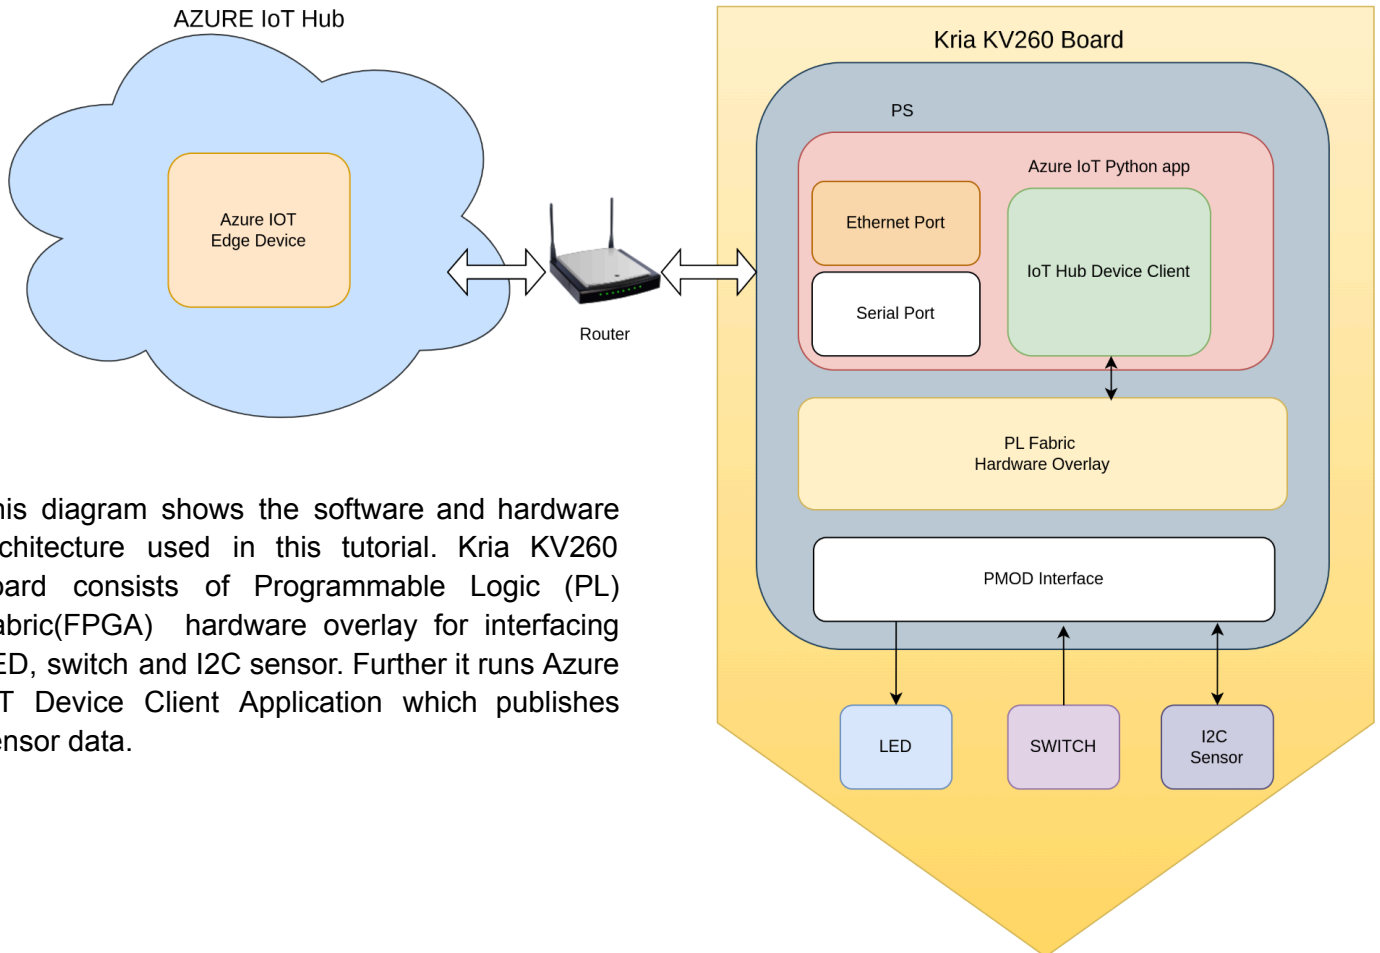 AZURE IoT Hub
Azure IOT
Edge Device
Router
Kria KV260 Board
PS
Azure IoT Python app
Ethernet Port
IoT Hub Device Client
Serial Port
PL Fabric
Hardware Overlay
PMOD Interface
LED
SWITCH
I2C
Sensor
his diagram shows the software and hardware
rchitecture used in this tutorial. Kria KV260
oard consists of Programmable Logic (PL)
abric(FPGA) hardware overlay for interfacing
ED, switch and I2C sensor. Further it runs Azure
T Device Client Application which publishes
ensor data.